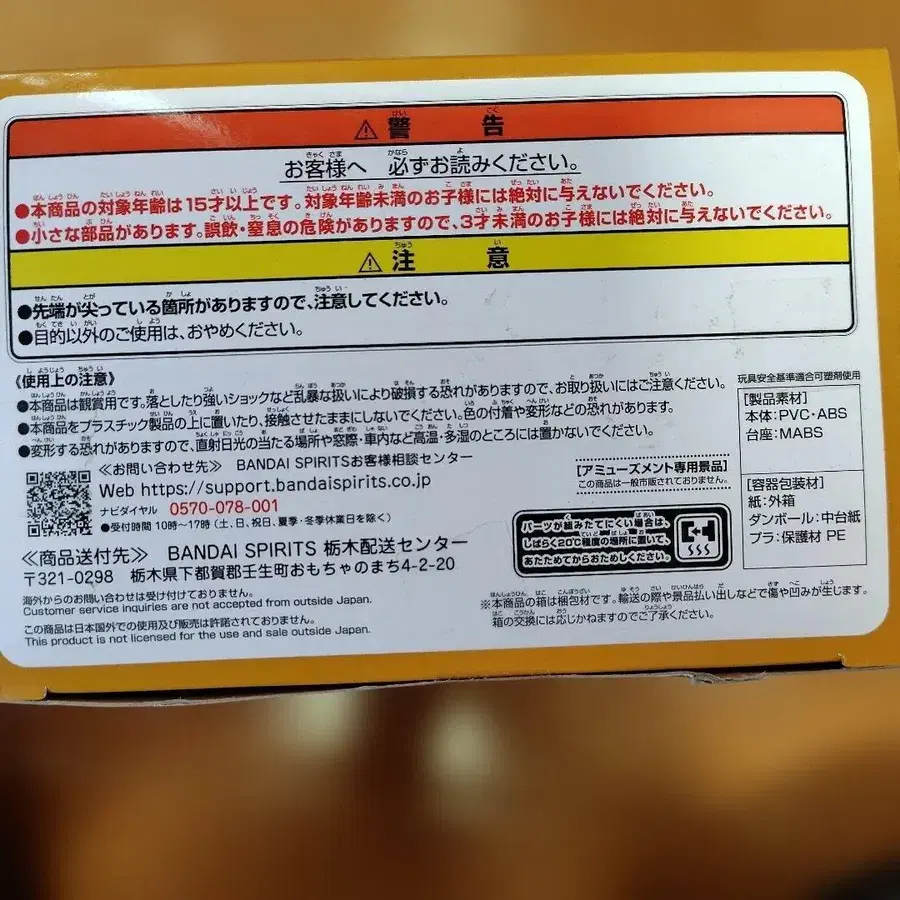 ⚠警告
お客様へ 必ずお読みください。
●本商品の対象年齢は15才以上です。対象年齢未満のお子様には絶対に与えないでください。
●小さな部品があります。誤飲・窒息の危険がありますので、3才未満のお子様には絶対に与えないでください。
⚠注意
●先端が尖っている箇所がありますので、注意してください。
●目的以外のご使用は、おやめください。
《使用上の注意》
●本商品は観賞用です。落としたり強いショックなど乱暴な扱いにより破損する恐れがありますので、お取り扱いにはご注意ください。
●本商品をプラスチック製品の上に置いたり、接触させたままにしないでください。色の付着や変形などの恐れがあります。
●変形する恐れがありますので、直射日光の当たる場所や窓際・車内など高温・多湿のところには置かないでください。
≪お問い合わせ先≫ BANDAI SPIRITSお客様相談センター
Web https://support.bandaispirits.co.jp
ナビダイヤル 0570-078-001
●受付時間 10時〜17時(土、日、祝日、夏季・冬季休業日を除く)
≪商品送付先≫ BANDAI SPIRITS 栃木配送センター
〒321-0298 栃木県下都賀郡壬生町おもちゃのまち4-2-20
海外からのお問い合わせは受け付けておりません。
Customer service inquiries are not accepted from outside Japan.
この商品は日本国外での使用及び販売は許諾されておりません。
This product is not licensed for the use and sale outside Japan.
[アミューズメント専用景品]
この商品は一般市販されておりません。
パーツが組みたてにくい場合は、
しばらく20℃程度の場所に置いて、
あたためてからおためしください。
※本商品の箱は梱包材です。輸送の際や景品払い出しなどで傷や凹みが生じます。
箱の交換には応じかねますのでご了承ください。
玩具安全基準適合可塑剤使用
[製品素材]
本体:PVC・ABS
台座:MABS
[容器包装材]
紙:外箱
ダンボール:中台紙
プラ:保護材 PE